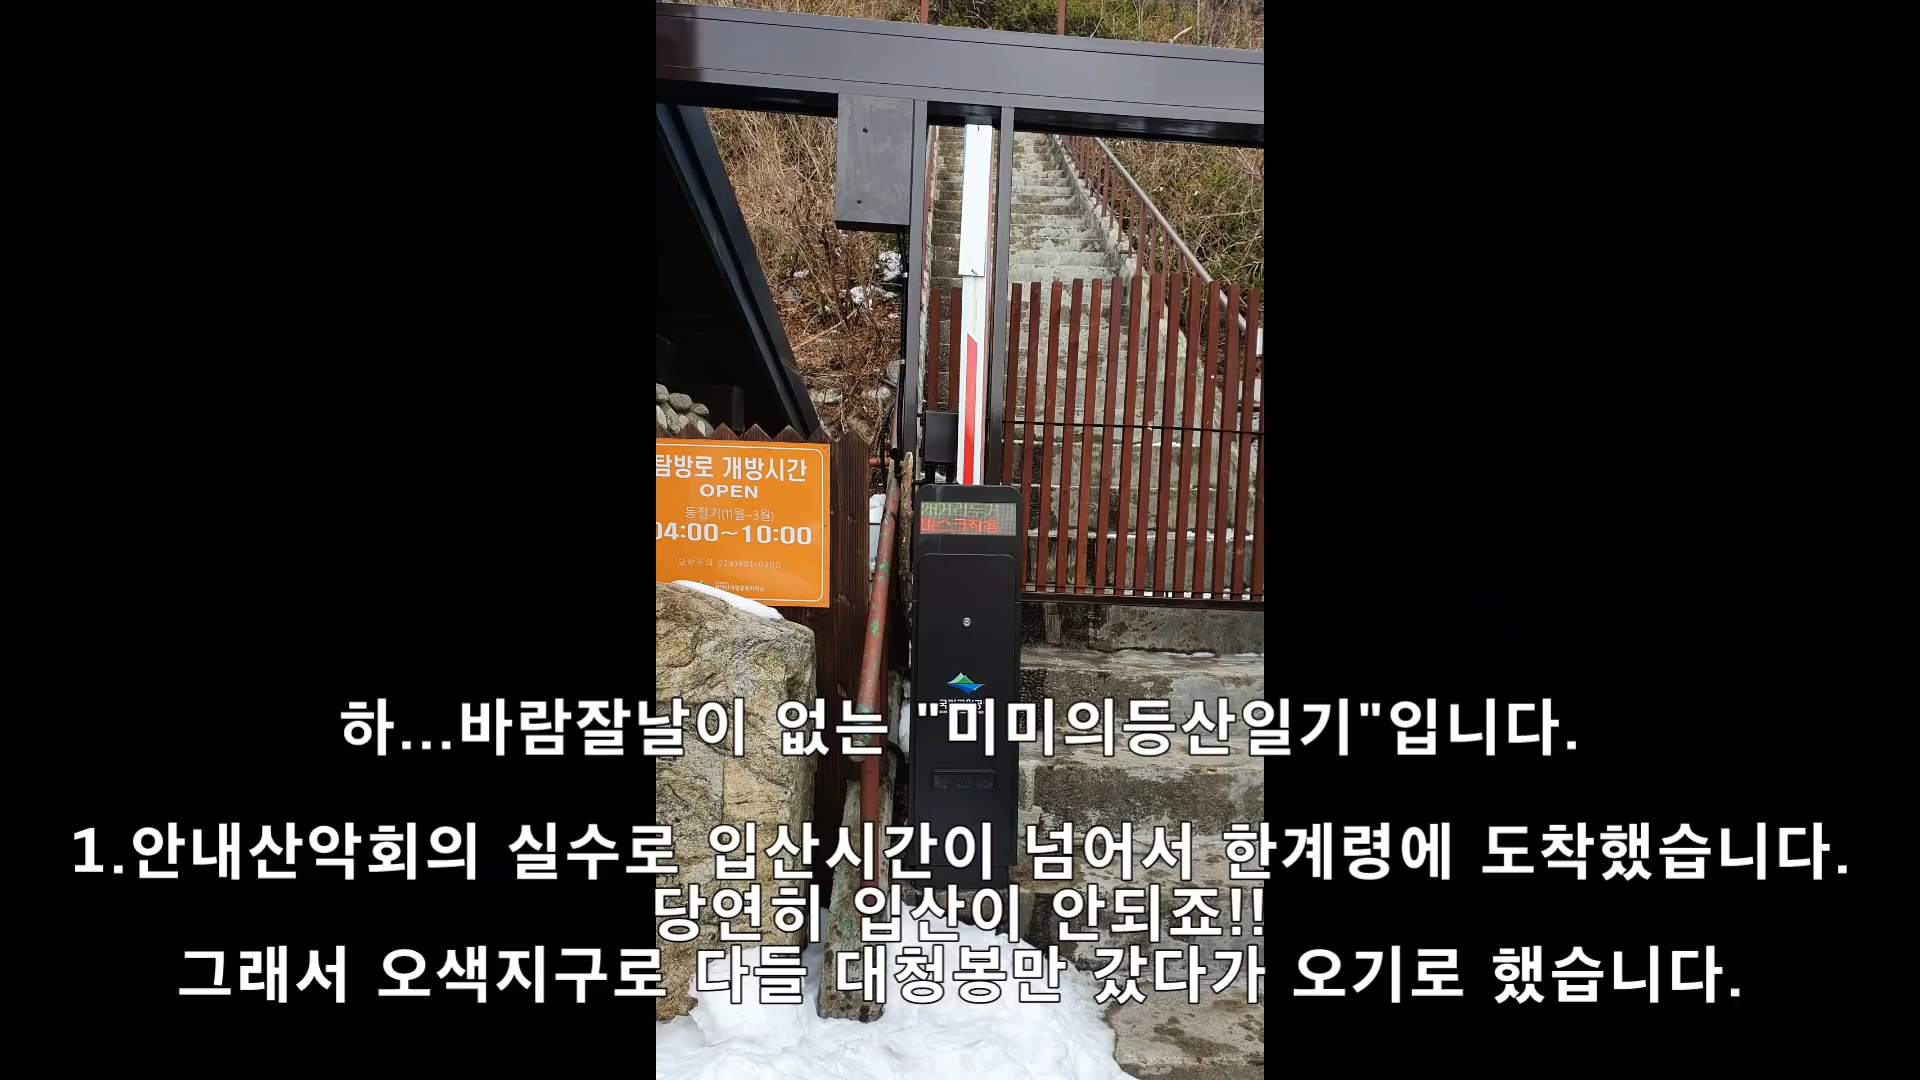 탐방로 개방시간
OPEN
동절기(11월~3월)
04:00~10:00
마스크착용
하...바람잘날이 없는 "미미의등산일기"입니다.
1.안내산악회의 실수로 입산시간이 넘어서 한계령에 도착했습니다.
당연히 입산이 안되죠!!
그래서 오색지구로 다들 대청봉만 갔다가 오기로 했습니다.